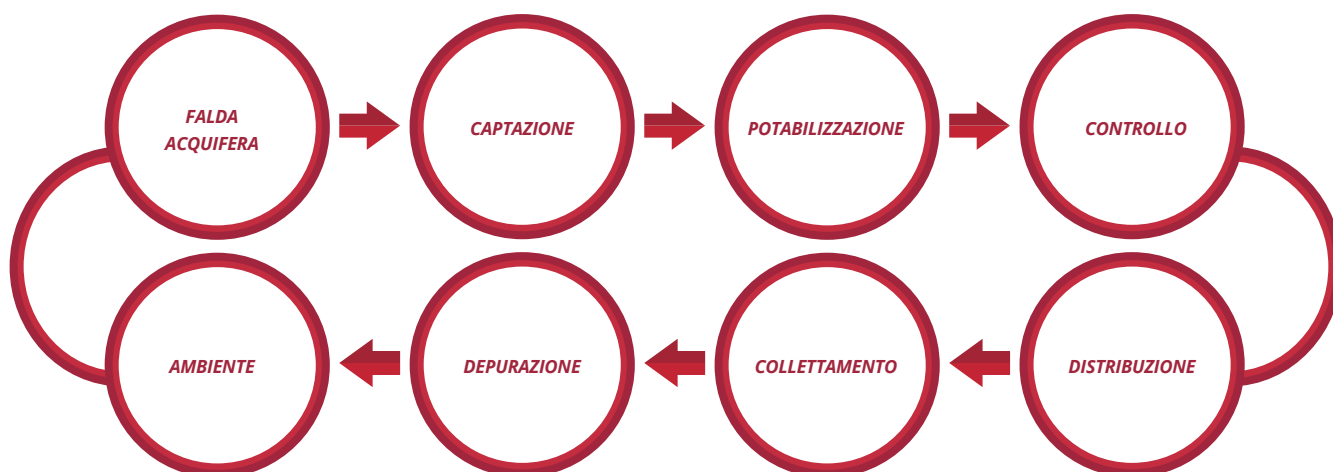 FALDA
ACQUIFERA
CAPTAZIONE
POTABILIZZAZIONE
CONTROLLO
DISTRIBUZIONE
COLLETTAMENTO
DEPURAZIONE
AMBIENTE